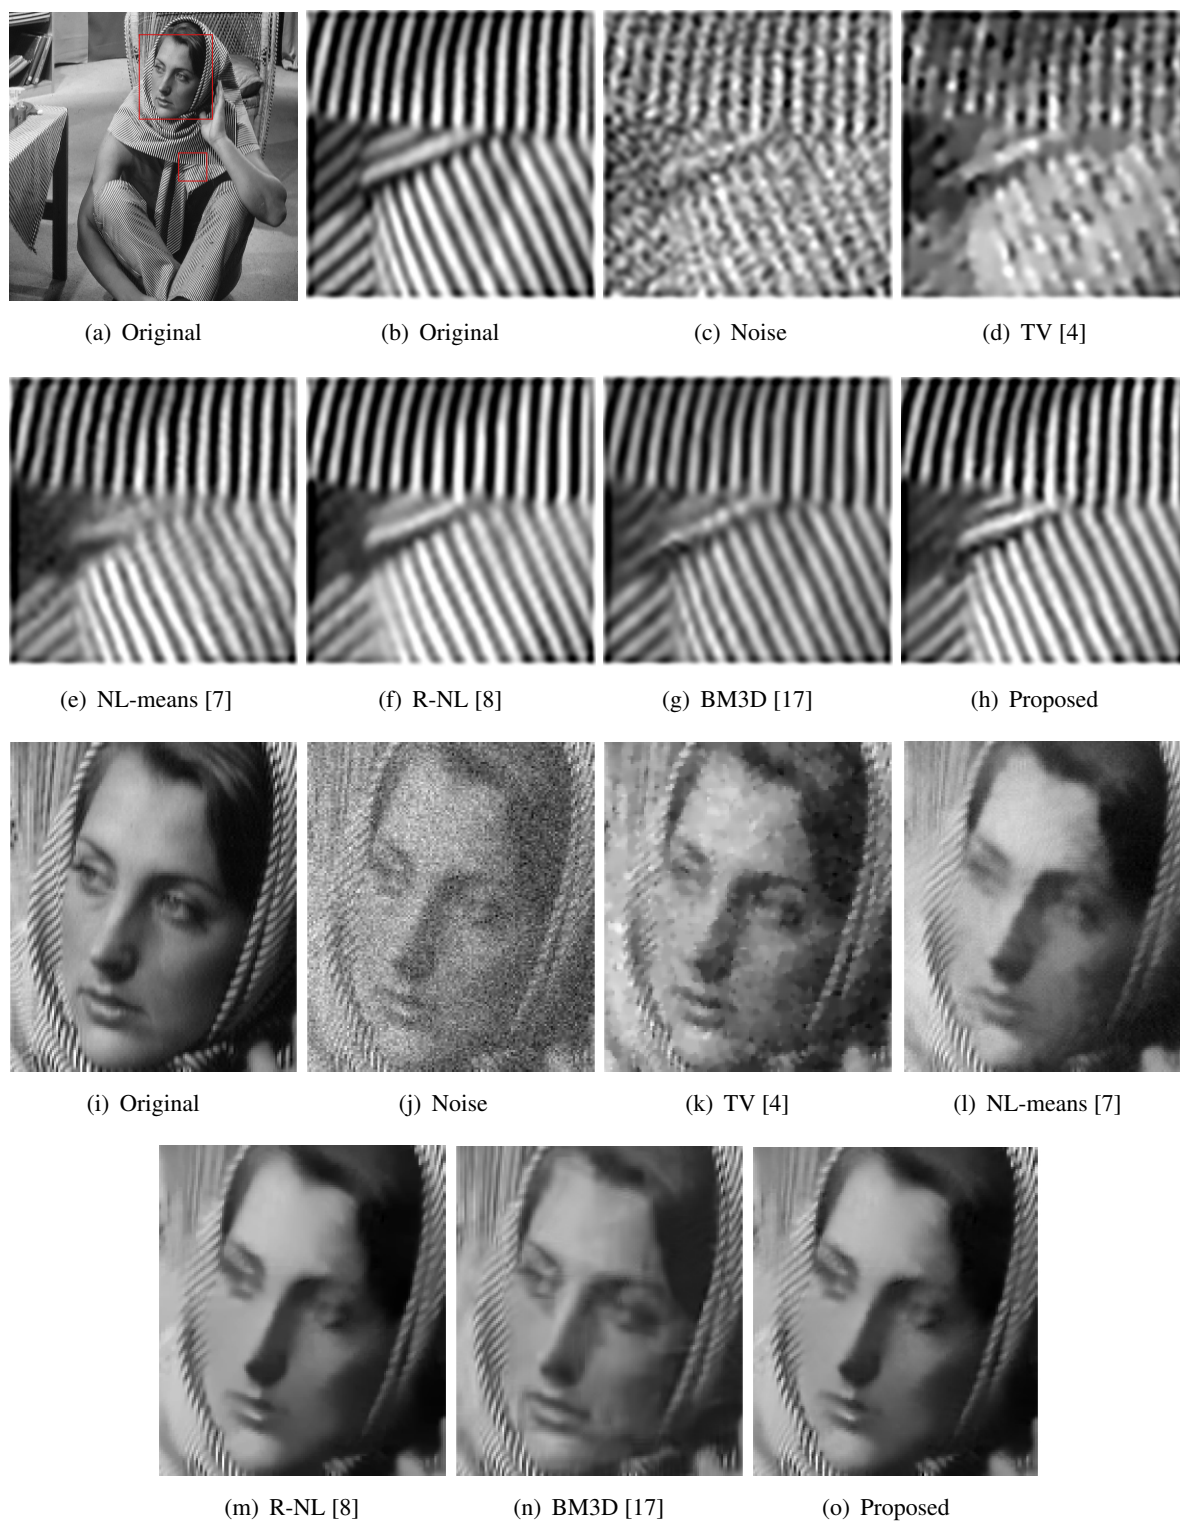 (a) Original
(b) Original
(c) Noise
(d) TV [4]
(e) NL-means [7]
(f) R-NL [8]
(g) BM3D [17]
(h) Proposed
(i) Original
(j) Noise
(k) TV [4]
(l) NL-means [7]
(m) R-NL [8]
(n) BM3D [17]
(o) Proposed